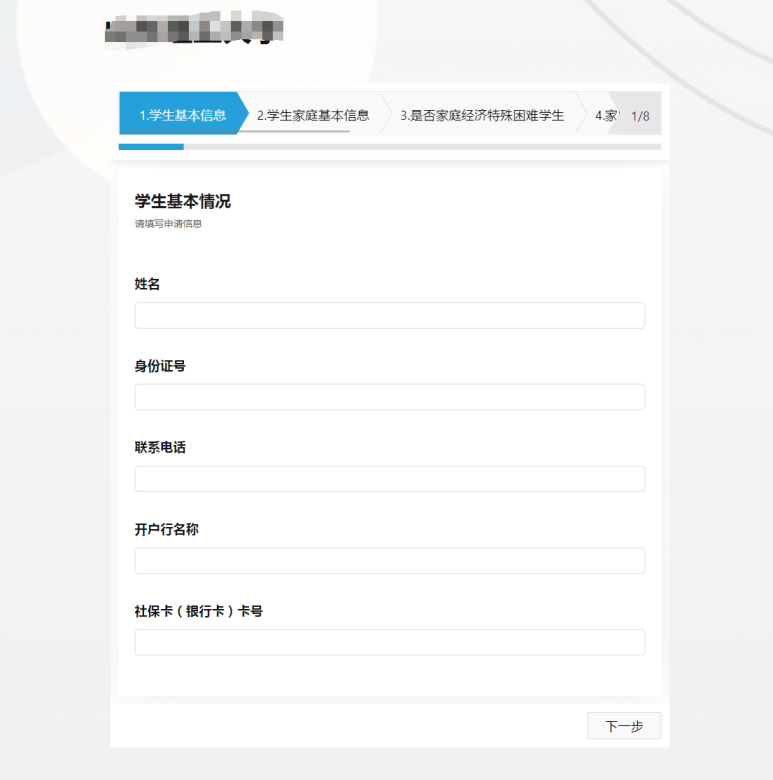 1.学生基本信息
2.学生家庭基本信息
3.是否家庭经济特殊困难学生
4.家
1/8
学生基本情况
请填写申请信息
姓名
身份证号
联系电话
开户行名称
社保卡（银行卡）卡号
下一步